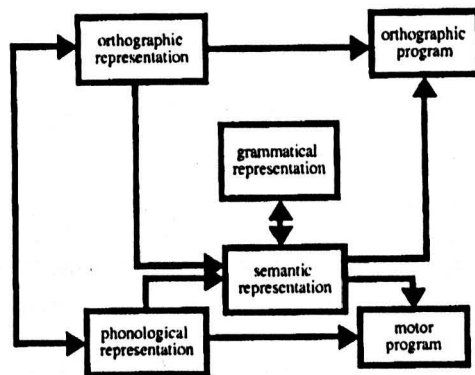 orthographic
representation
orthographic
program
grammatical
representation
semantic
representation
phonological
representation
motor
program